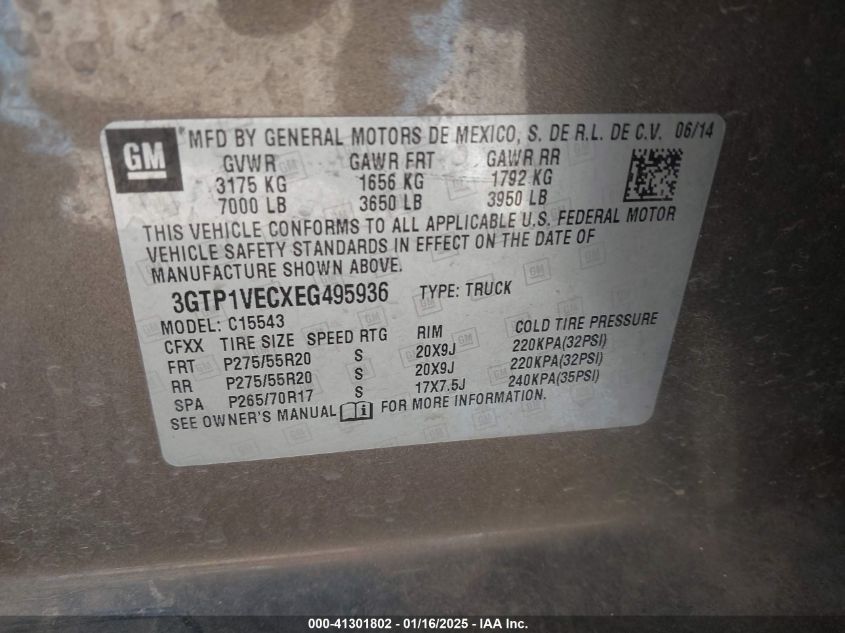 GM
MFD BY GENERAL MOTORS DE MEXICO, S. DE R.L. DE C.V. 06/14
GVWR GAWR FRT GAWR RR
3175 KG 1656 KG 1792 KG
7000 LB 3650 LB 3950 LB
THIS VEHICLE CONFORMS TO ALL APPLICABLE U.S. FEDERAL MOTOR
VEHICLE SAFETY STANDARDS IN EFFECT ON THE DATE OF
MANUFACTURE SHOWN ABOVE.
3GTP1VECXEG495936 TYPE: TRUCK
MODEL: C15543
CFXX TIRE SIZE SPEED RTG RIM COLD TIRE PRESSURE
FRT P275/55R20 S 20X9J 220KPA(32PSI)
RR P275/55R20 S 20X9J 220KPA(32PSI)
SPA P265/70R17 S 17X7.5J 240KPA(35PSI)
SEE OWNER'S MANUAL FOR MORE INFORMATION.
000-41301802 - 01/16/2025 - IAA Inc.